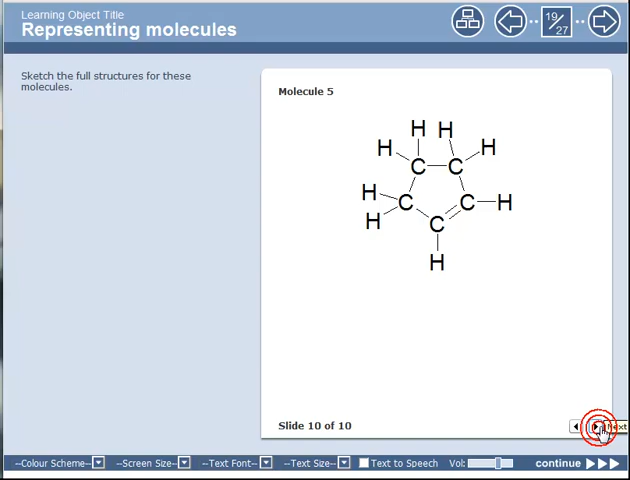 Learning Object Title
Representing molecules
19/27
Sketch the full structures for these
molecules.
Molecule 5
H H
H H
C C
H
C C H
H
C
H
Slide 10 of 10
Next
--Colour Scheme-- --Screen Size-- --Text Font-- --Text Size-- Text to Speech Vol: continue